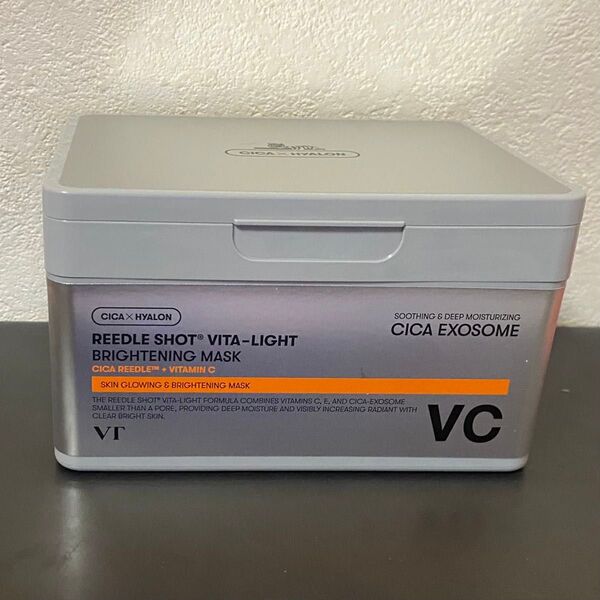 CICA×HYALON
CICA×HYALON
REEDLE SHOT® VITA-LIGHT
BRIGHTENING MASK
CICA REEDLE™ + VITAMIN C
SKIN GLOWING & BRIGHTENING MASK
THE REEDLE SHOT® VITA-LIGHT FORMULA COMBINES VITAMINS C, E, AND CICA-EXOSOME
SMALLER THAN A PORE, PROVIDING DEEP MOISTURE AND VISIBLY INCREASING RADIANT WITH
CLEAR BRIGHT SKIN.
VT
SOOTHING & DEEP MOISTURIZING
CICA EXOSOME
VC